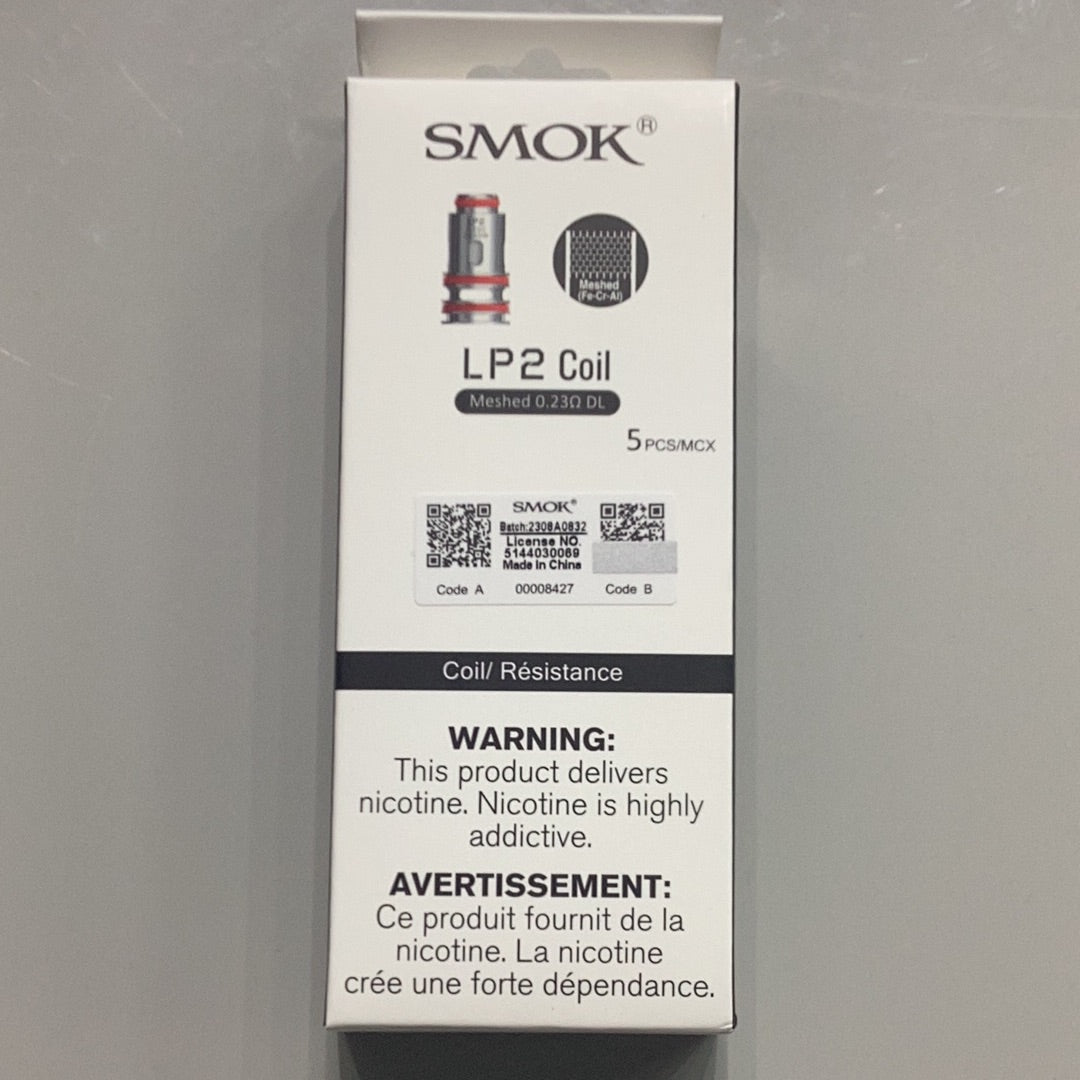 SMOK®
LP2
Meshed
(Fe-Cr-Al)
LP2 Coil
Meshed 0.23Ω DL
5 PCS/MCX
SMOK®
Batch:2308A0832
License NO.
5144030069
Made In China
Code A 00008427 Code B
Coil/ Résistance
WARNING:
This product delivers
nicotine. Nicotine is highly
addictive.
AVERTISSEMENT:
Ce produit fournit de la
nicotine. La nicotine
crée une forte dépendance.